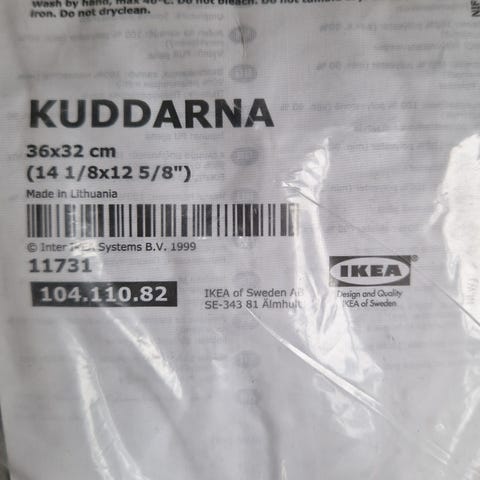 Wash by hand, max 40°C. Do not bleach. Do not tumble
iron. Do not dryclean.
KUDDARNA
36x32 cm
(14 1/8x12 5/8")
Made in Lithuania
© Inter IKEA Systems B.V. 1999
11731
104.110.82
IKEA of Sweden AB
SE-343 81 Älmhult
IKEA
Design and Quality
IKEA of Sweden